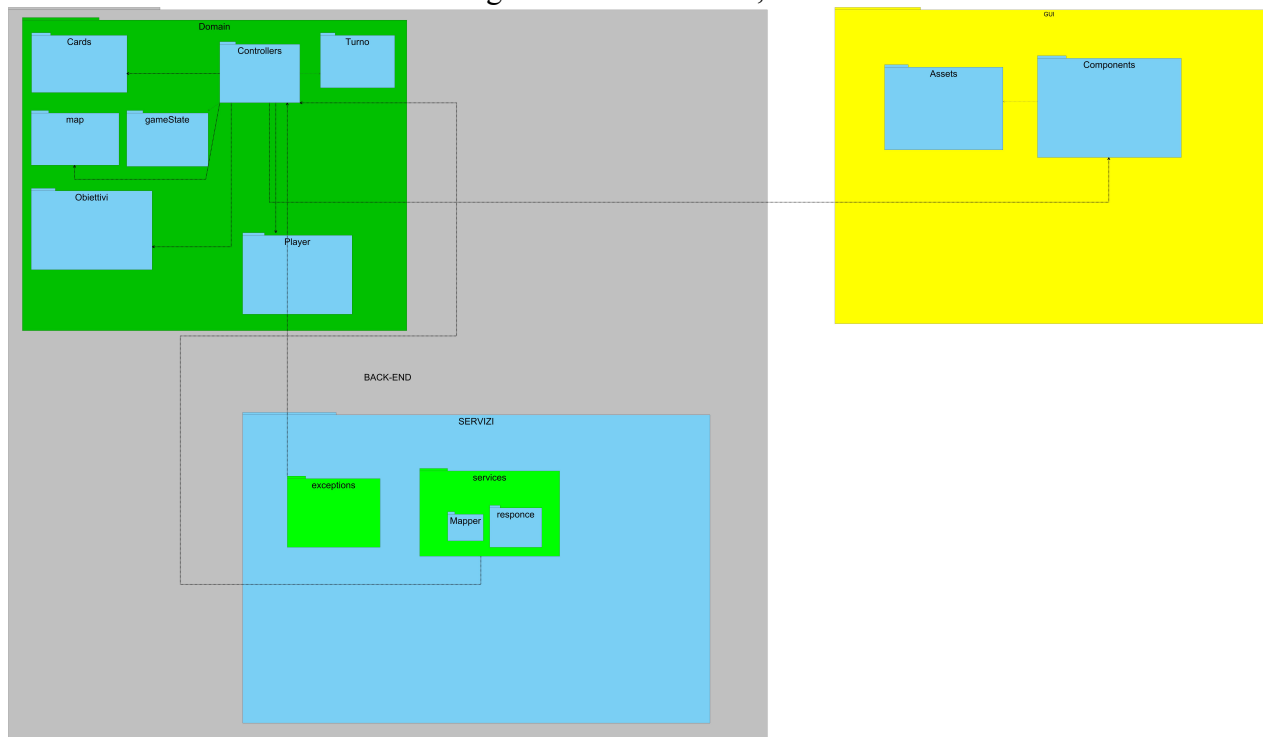 Domain
Cards
Controllers
Turno
map
gameState
Obiettivi
Player
GUI
Assets
Components
BACK-END
SERVIZI
exceptions
services
Mapper
responce